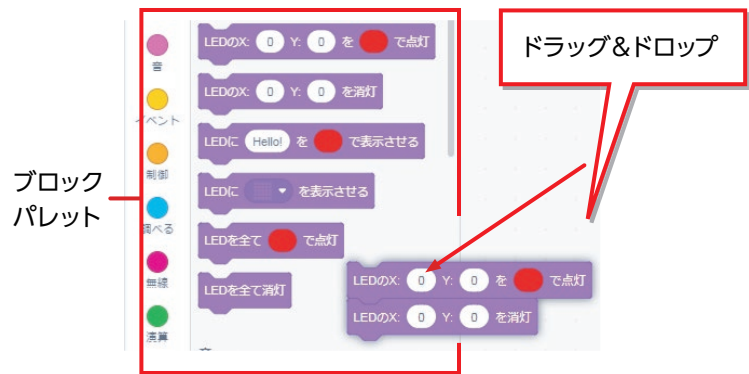 LEDのX: 0 Y: 0 を で点灯
ドラッグ&ドロップ
音
LEDのX: 0 Y: 0 を消灯
イベント
LEDに Hello! を で表示させる
制御
ブロック
パレット
LEDに を表示させる
調べる
LEDを全て で点灯
無線
LEDのX: 0 Y: 0 を で点灯
LEDを全て消灯
LEDのX: 0 Y: 0 を消灯
演算